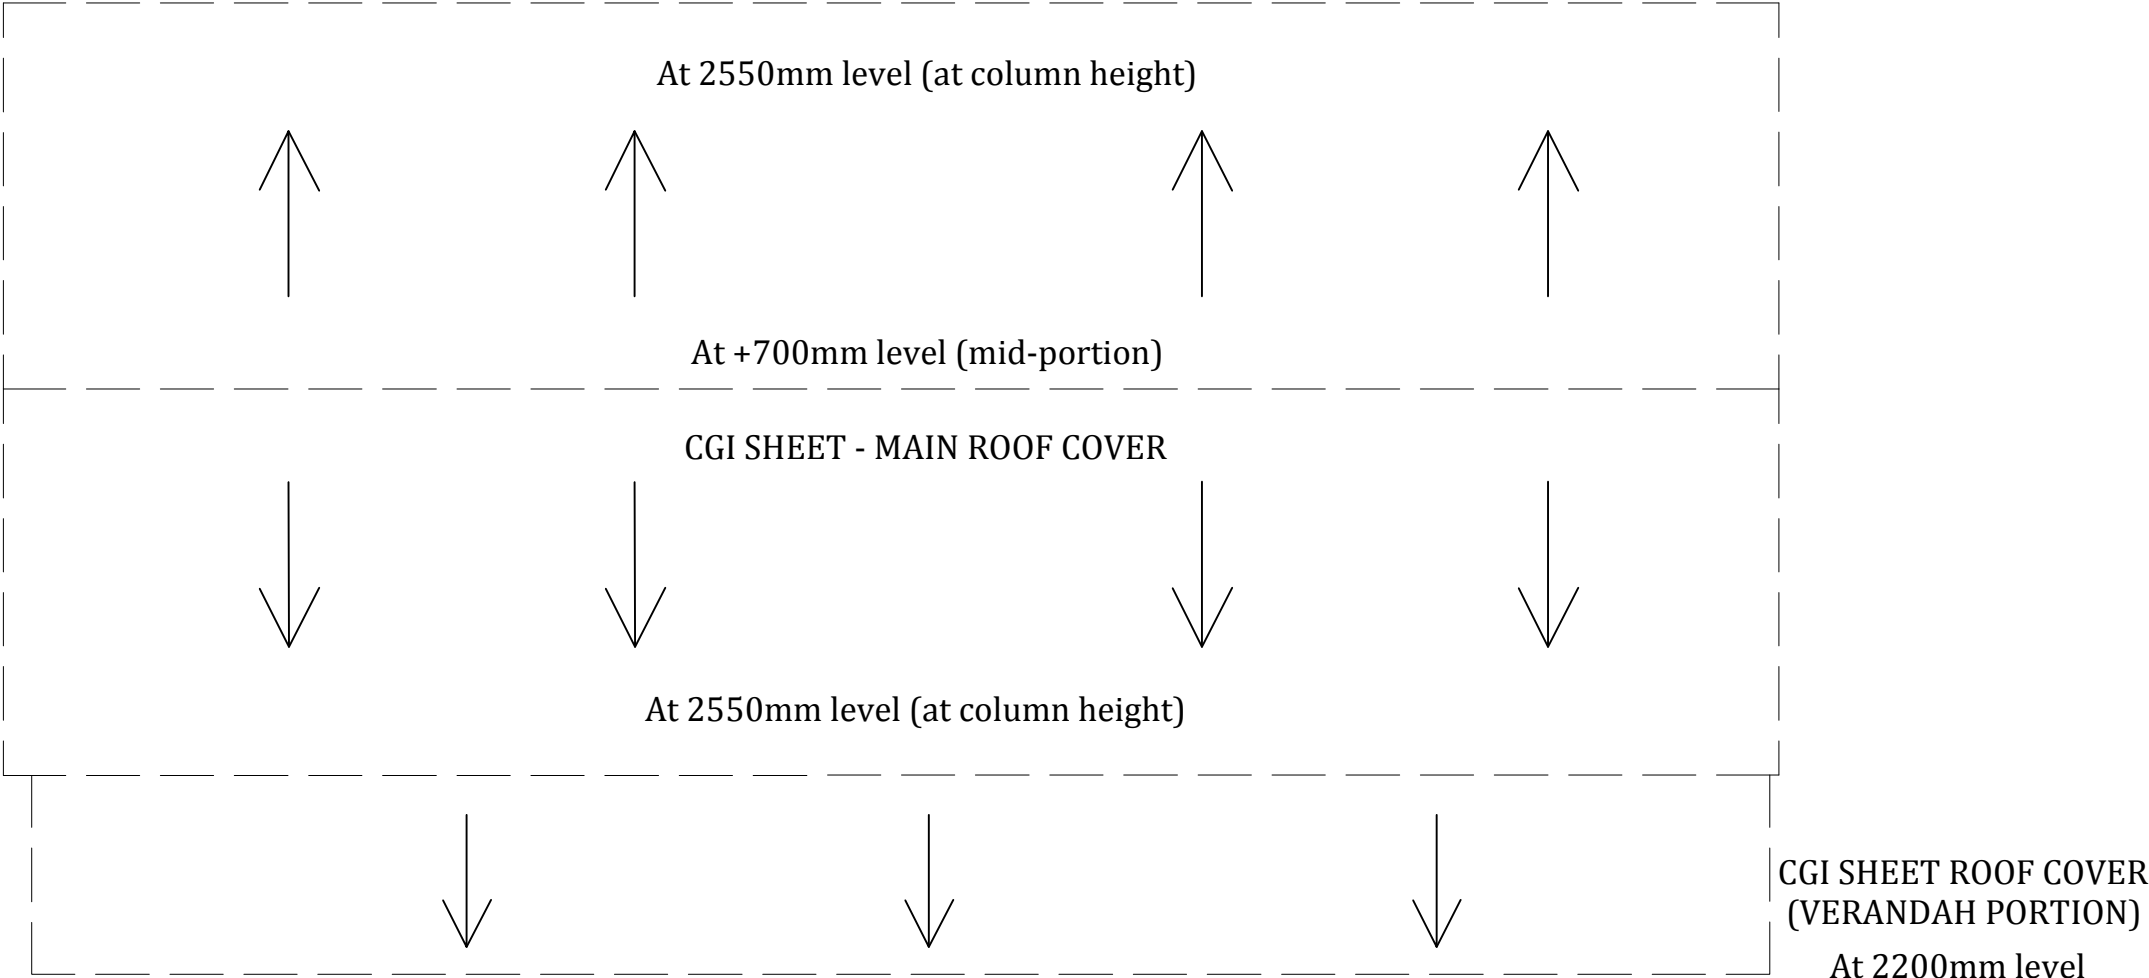 At 2550mm level (at column height)
At +700mm level (mid-portion)
CGI SHEET - MAIN ROOF COVER
At 2550mm level (at column height)
CGI SHEET ROOF COVER
(VERANDAH PORTION)
At 2200mm level